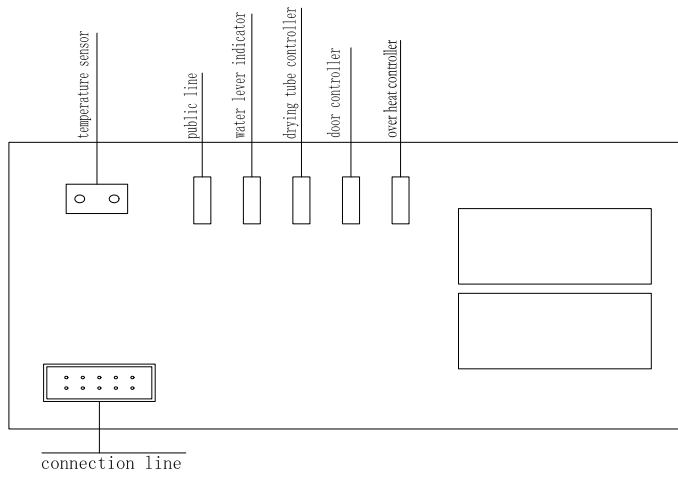 temperature sensor
public line
water lever indicator
drying tube controller
door controller
over heat controller
connection line